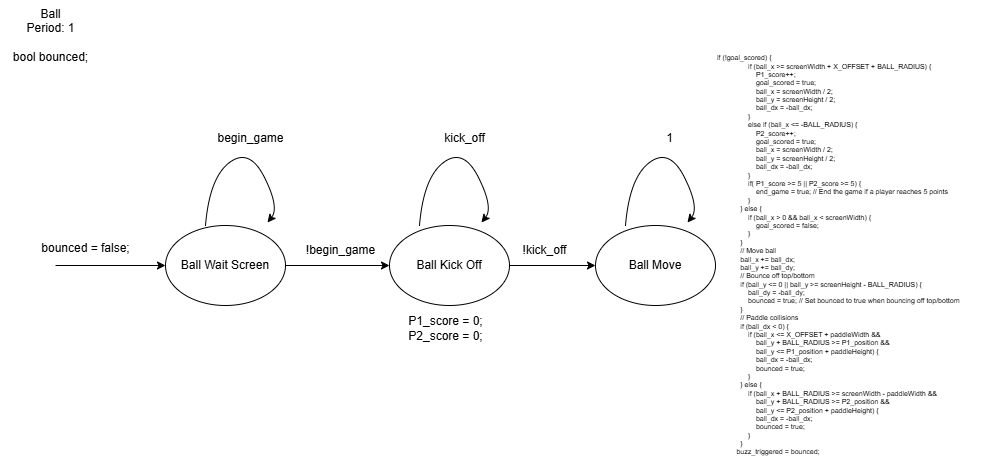 Ball
Period: 1
bool bounced;
begin_game
kick_off
1
bounced = false;
Ball Wait Screen
!begin_game
Ball Kick Off
!kick_off
Ball Move
P1_score = 0;
P2_score = 0;
if (!goal_scored) {
if (ball_x >= screenWidth + X_OFFSET + BALL_RADIUS) {
P1_score++;
goal_scored = true;
ball_x = screenWidth / 2;
ball_y = screenHeight / 2;
ball_dx = -ball_dx;
}
else if (ball_x <= -BALL_RADIUS) {
P2_score++;
goal_scored = true;
ball_x = screenWidth / 2;
ball_y = screenHeight / 2;
ball_dx = -ball_dx;
}
if( P1_score >= 5 || P2_score >= 5) {
end_game = true; // End the game if a player reaches 5 points
}
} else {
if (ball_x > 0 && ball_x < screenWidth) {
goal_scored = false;
}
}
// Move ball
ball_x += ball_dx;
ball_y += ball_dy;
// Bounce off top/bottom
if (ball_y <= 0 || ball_y >= screenHeight - BALL_RADIUS) {
ball_dy = -ball_dy;
bounced = true; // Set bounced to true when bouncing off top/bottom
}
// Paddle collisions
if (ball_dx < 0) {
if (ball_x <= X_OFFSET + paddleWidth &&
ball_y + BALL_RADIUS >= P1_position &&
ball_y <= P1_position + paddleHeight) {
ball_dx = -ball_dx;
bounced = true;
}
} else {
if (ball_x + BALL_RADIUS >= screenWidth - paddleWidth &&
ball_y + BALL_RADIUS >= P2_position &&
ball_y <= P2_position + paddleHeight) {
ball_dx = -ball_dx;
bounced = true;
}
}
buzz_triggered = bounced;